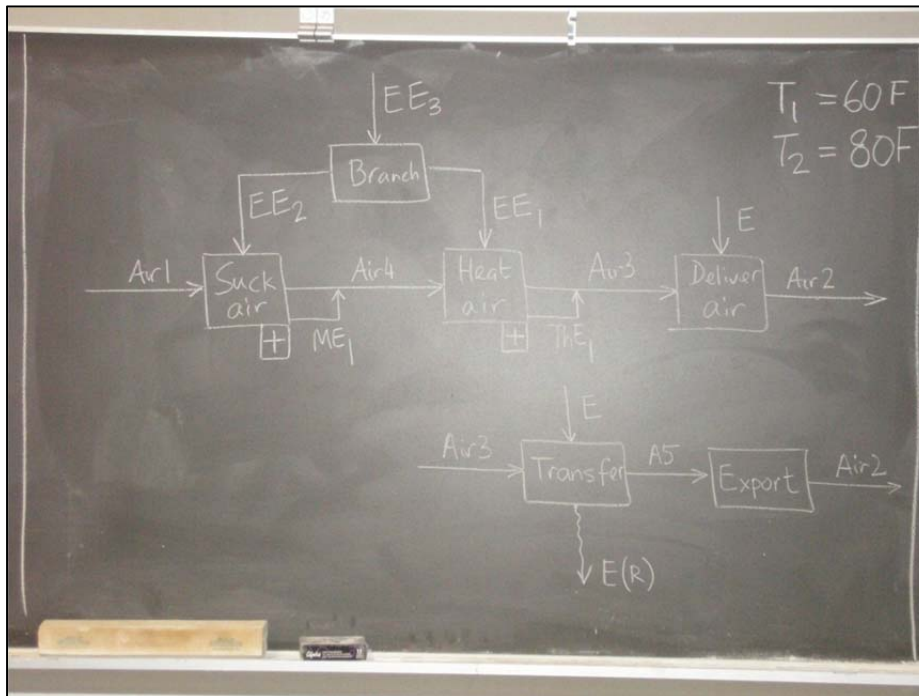 EE3
T1 = 60F
T2 = 80F
Branch
EE2
EE1
E
Air1
Suck
air
Air4
Heat
air
Air3
Deliver
air
Air2
+
ME1
+
ThE1
E
Air3
Transfer
A5
Export
Air2
E(R)